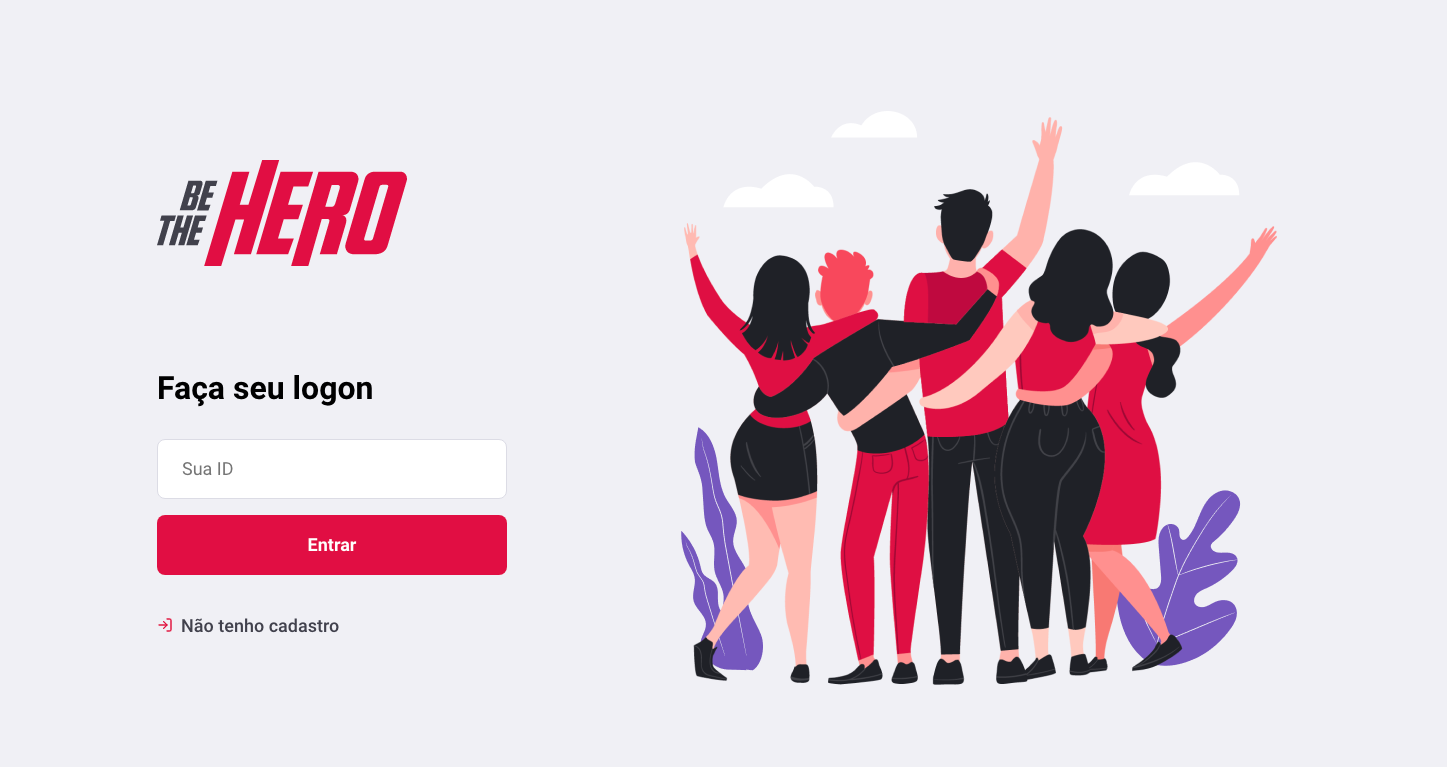 BE
THE
HERO
Faça seu logon
Sua ID
Entrar
Não tenho cadastro